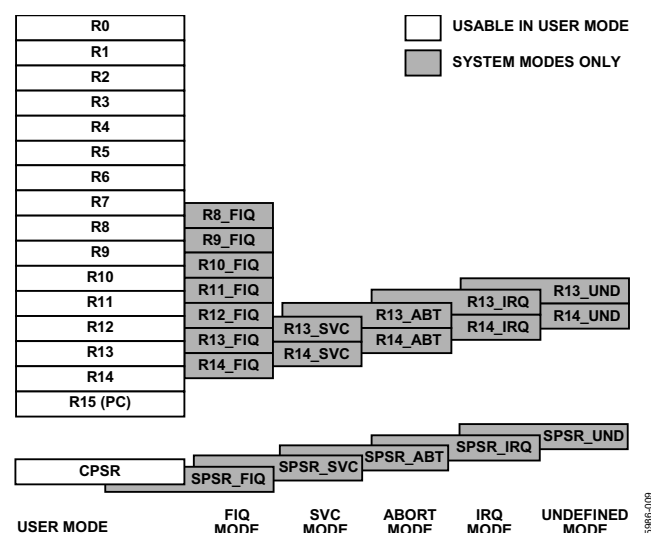 R0
R1
R2
R3
R4
R5
R6
R7
R8
R9
R10
R11
R12
R13
R14
R15 (PC)
USABLE IN USER MODE
SYSTEM MODES ONLY
R8_FIQ
R9_FIQ
R10_FIQ
R11_FIQ
R12_FIQ
R13_FIQ
R14_FIQ
R13_SVC
R14_SVC
R13_ABT
R14_ABT
R13_IRQ
R14_IRQ
R13_UND
R14_UND
CPSR
SPSR_FIQ
SPSR_SVC
SPSR_ABT
SPSR_IRQ
SPSR_UND
USER MODE
FIQ
MODE
SVC
MODE
ABORT
MODE
IRQ
MODE
UNDEFINED
MODE